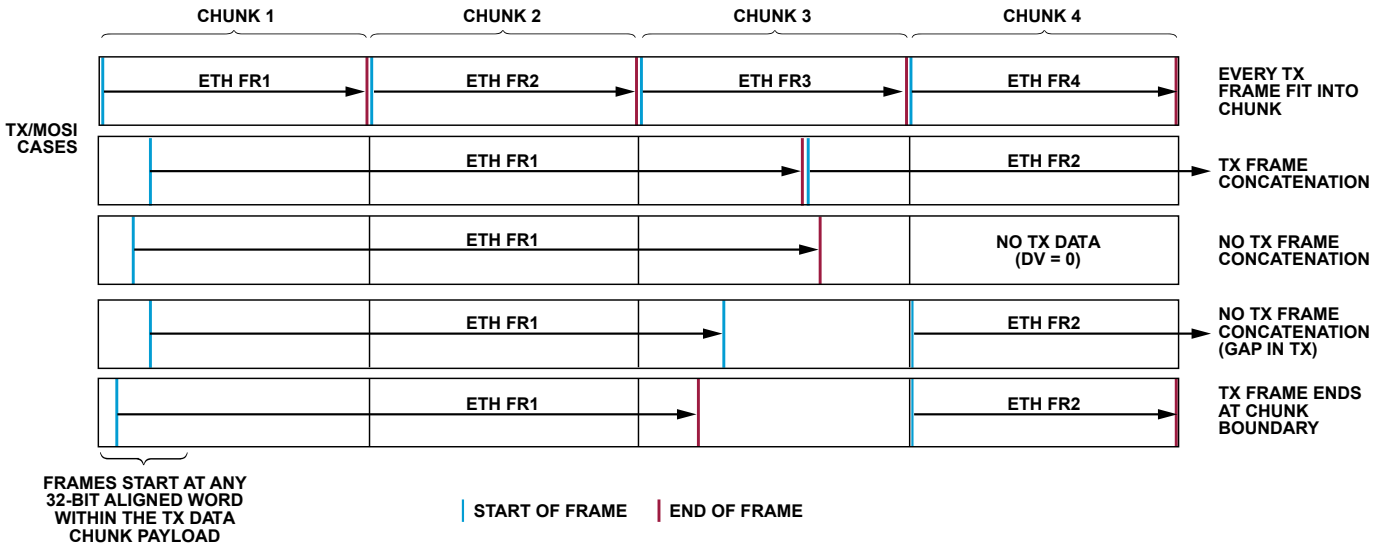 CHUNK 1
CHUNK 2
CHUNK 3
CHUNK 4
TX/MOSI
CASES
ETH FR1
ETH FR2
ETH FR3
ETH FR4
EVERY TX
FRAME FIT INTO
CHUNK
ETH FR1
ETH FR2
TX FRAME
CONCATENATION
ETH FR1
NO TX DATA
(DV = 0)
NO TX FRAME
CONCATENATION
ETH FR1
ETH FR2
NO TX FRAME
CONCATENATION
(GAP IN TX)
ETH FR1
ETH FR2
TX FRAME ENDS
AT CHUNK
BOUNDARY
FRAMES START AT ANY
32-BIT ALIGNED WORD
WITHIN THE TX DATA
CHUNK PAYLOAD
START OF FRAME
END OF FRAME